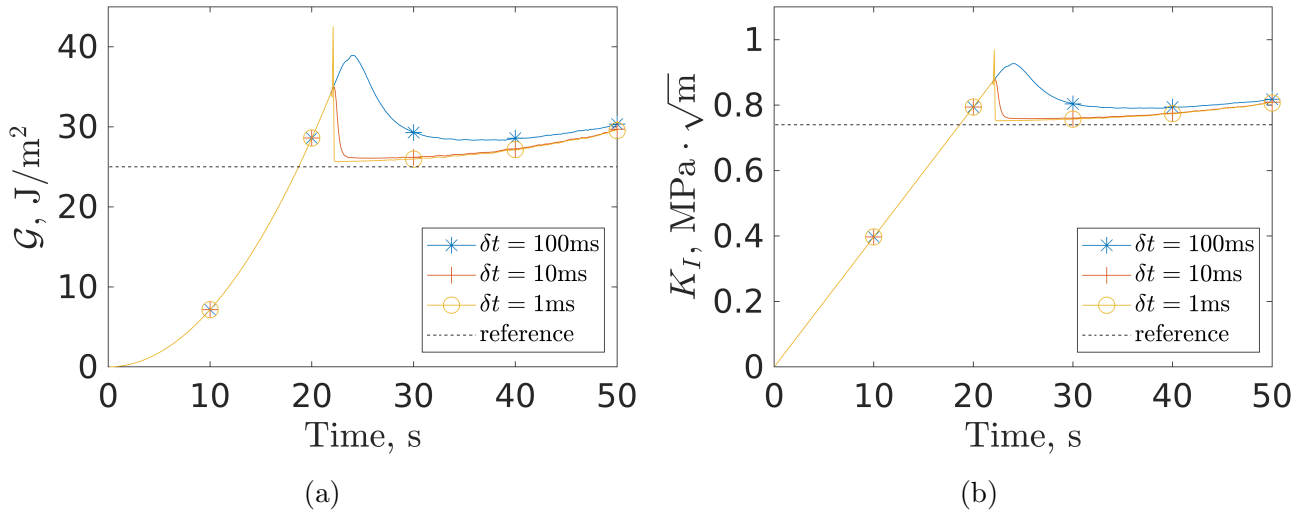 40
30
20
10
0
0 10 20 30 40 50
𝒢, J/m²
Time, s
δt = 100ms
δt = 10ms
δt = 1ms
reference
(a)
1
0.8
0.6
0.4
0.2
0
0 10 20 30 40 50
K_I, MPa · √m
Time, s
δt = 100ms
δt = 10ms
δt = 1ms
reference
(b)